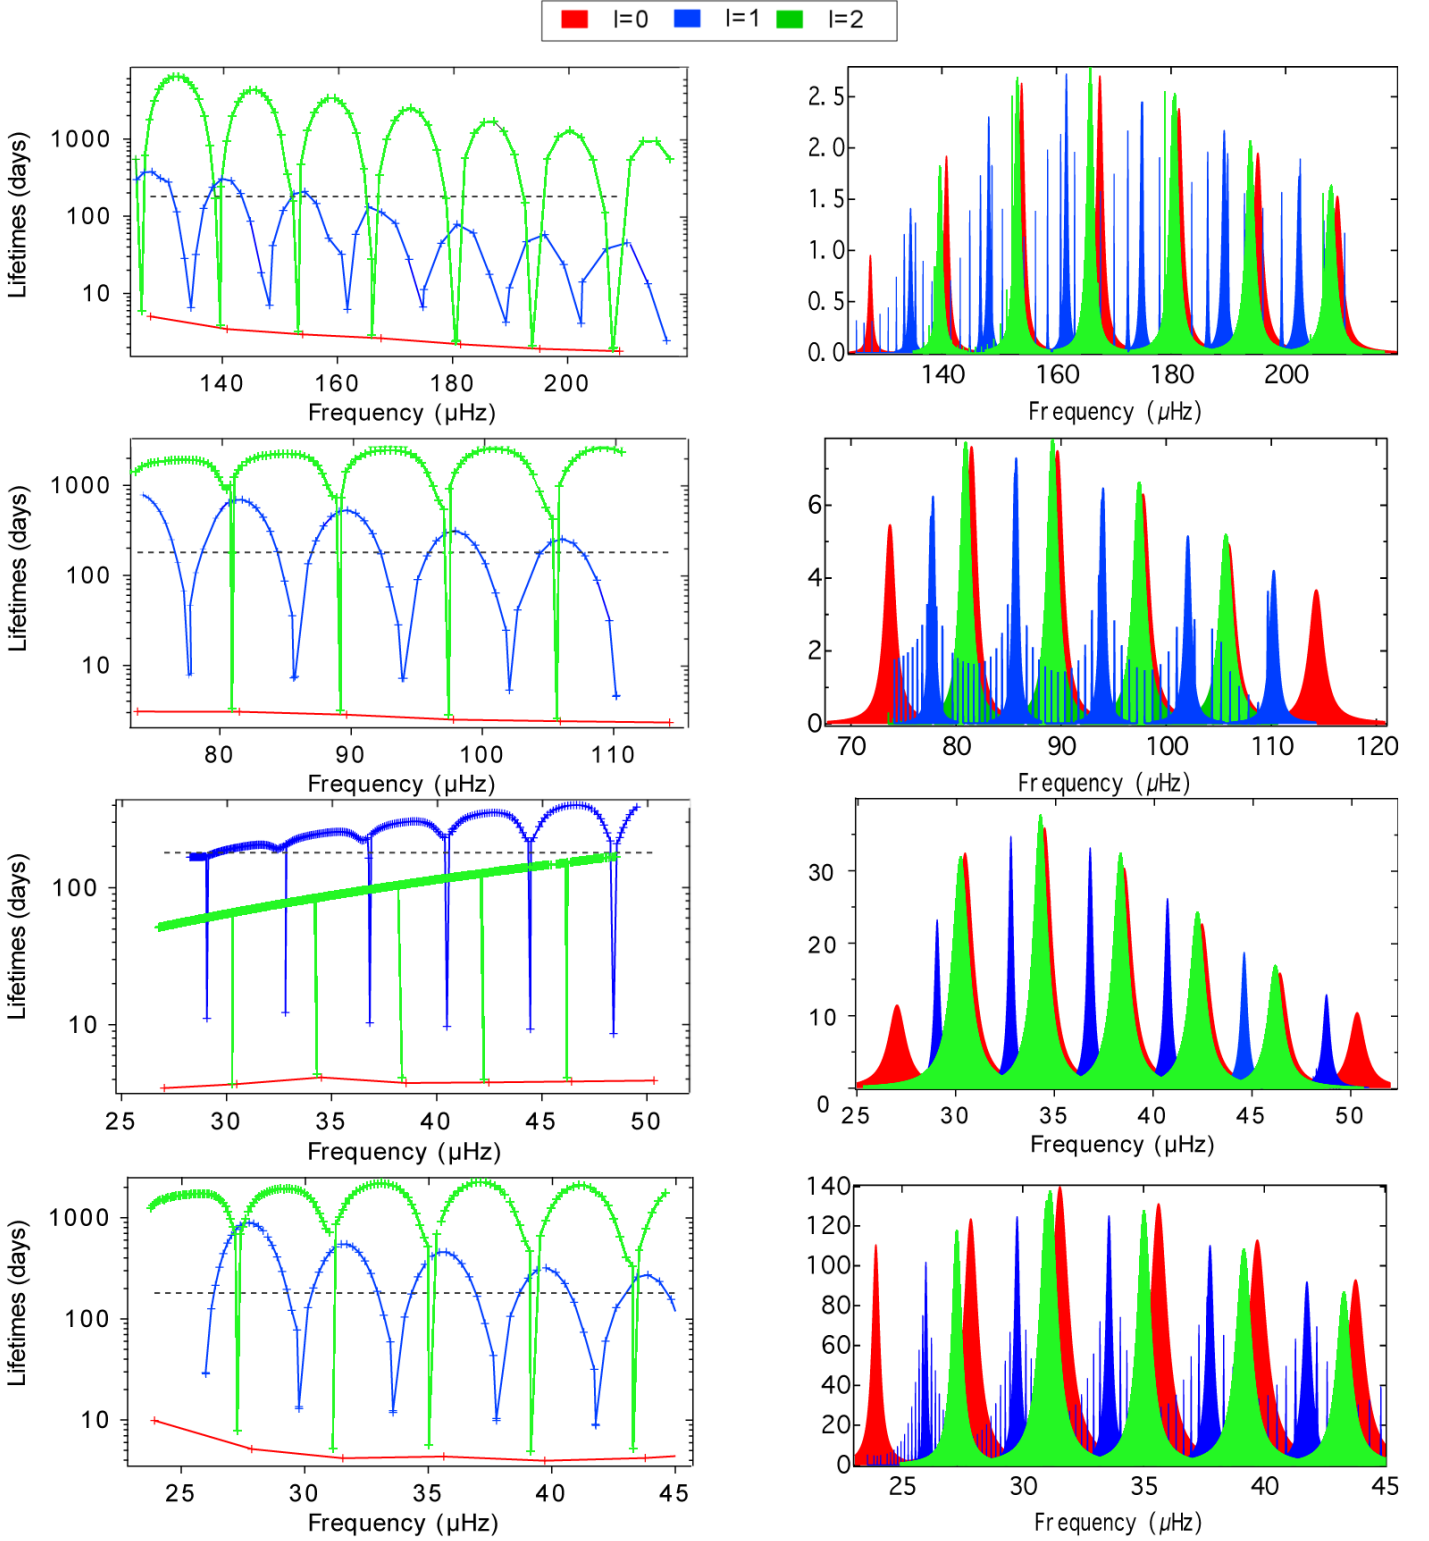 l=0 l=1 l=2
Lifetimes (days)
1000
100
10
140 160 180 200
Frequency (μHz)
2.5
2.0
1.5
1.0
0.5
0.0
140 160 180 200
Frequency (μHz)
Lifetimes (days)
1000
100
10
80 90 100 110
Frequency (μHz)
6
4
2
0
70 80 90 100 110 120
Frequency (μHz)
Lifetimes (days)
100
10
25 30 35 40 45 50
Frequency (μHz)
30
20
10
0
25 30 35 40 45 50
Frequency (μHz)
Lifetimes (days)
1000
100
10
25 30 35 40 45
Frequency (μHz)
140
120
100
80
60
40
20
0
25 30 35 40 45
Frequency (μHz)